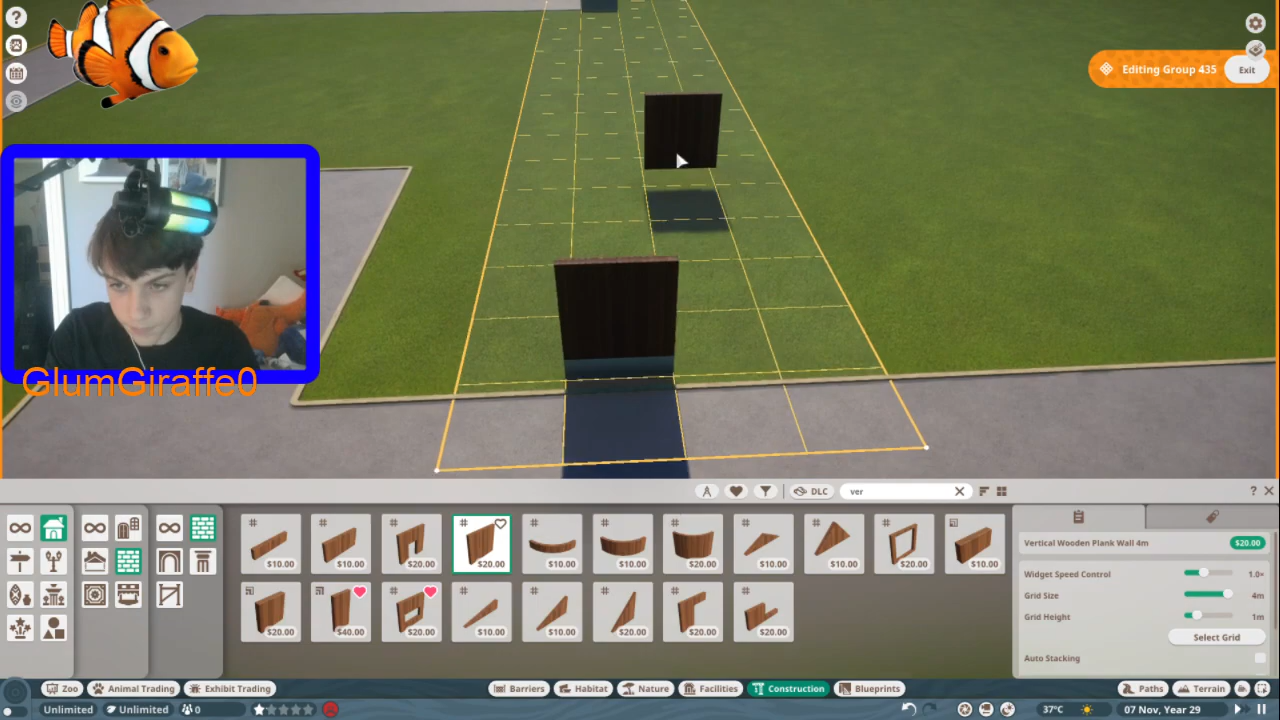 ?
Editing Group 435
Exit
GlumGiraffe0
DLC
ver
?
$10.00
$10.00
$20.00
$20.00
$10.00
$10.00
$20.00
$10.00
$10.00
$20.00
$10.00
$20.00
$40.00
$20.00
$10.00
$10.00
$20.00
$20.00
$20.00
Vertical Wooden Plank Wall 4m
$20.00
Widget Speed Control
1.0×
Grid Size
4m
Grid Height
1m
Select Grid
Auto Stacking
Zoo
Animal Trading
Exhibit Trading
Barriers
Habitat
Nature
Facilities
Construction
Blueprints
Paths
Terrain
Unlimited
Unlimited
0
37°C
07 Nov, Year 29